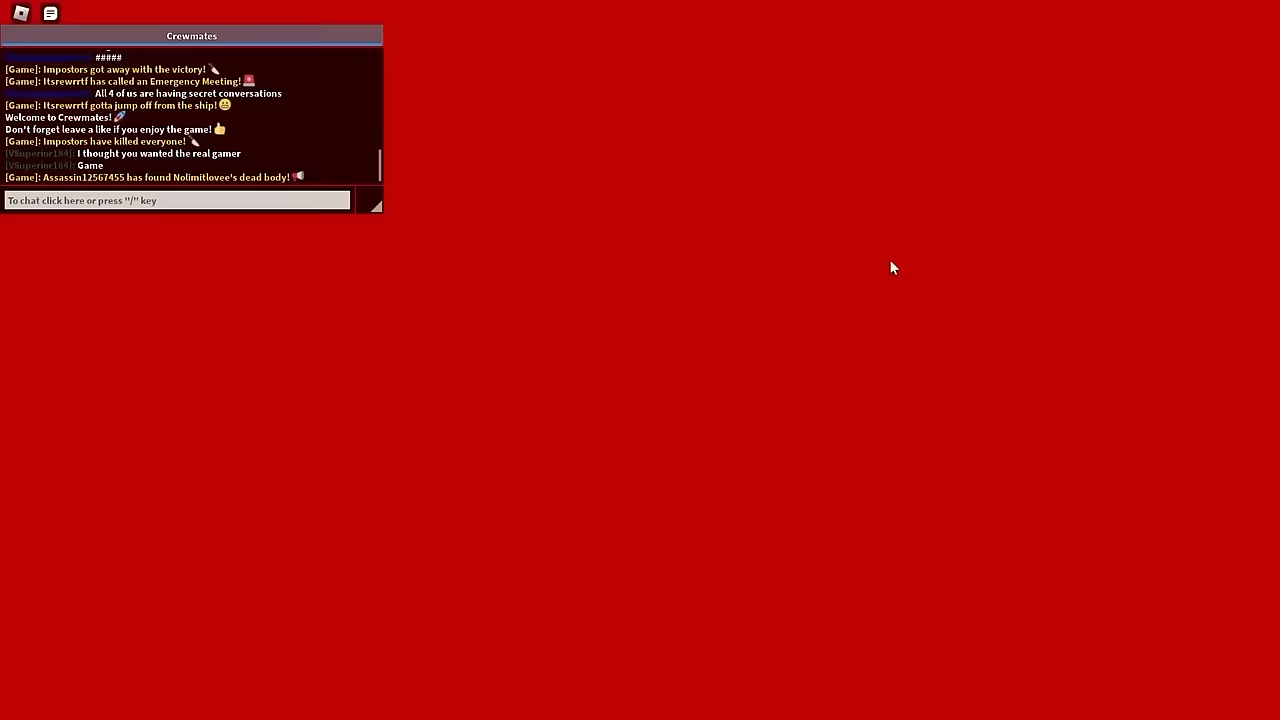 Crewmates
#####
[Game]: Impostors got away with the victory! 🔪
[Game]: Itsrewrrtf has called an Emergency Meeting! 🚨
All 4 of us are having secret conversations
[Game]: Itsrewrrtf gotta jump off from the ship! 😬
Welcome to Crewmates! 🚀
Don't forget leave a like if you enjoy the game! 👍
[Game]: Impostors have killed everyone! 🔪
[VSuperior184]: I thought you wanted the real gamer
[VSuperior184]: Game
[Game]: Assassin12567455 has found Nolimitlovee's dead body! 📢
To chat click here or press "/" key